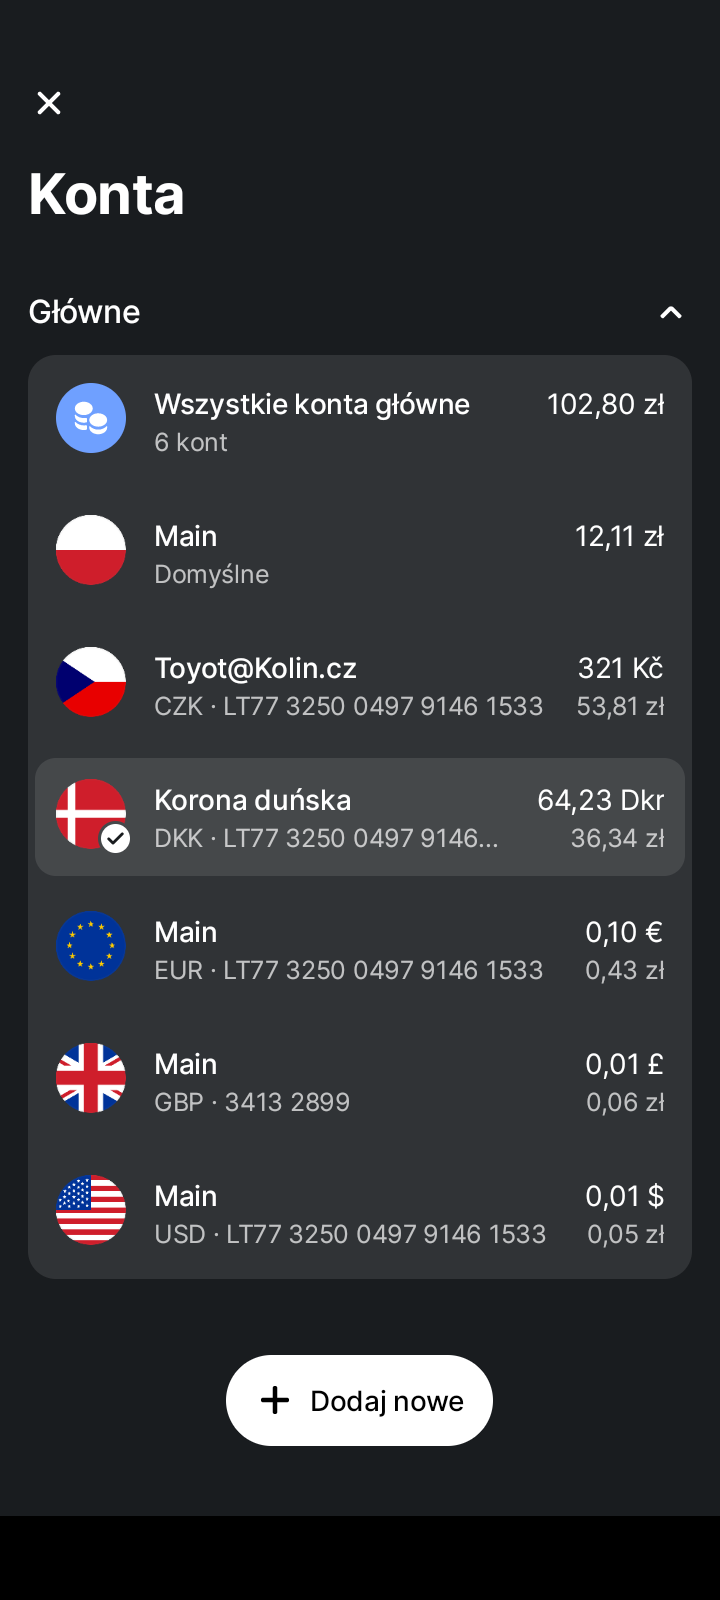 Konta
Główne
Wszystkie konta główne 102,80 zł
6 kont
Main 12,11 zł
Domyślne
Toyot@Kolin.cz 321 Kč
CZK · LT77 3250 0497 9146 1533 53,81 zł
Korona duńska 64,23 Dkr
DKK · LT77 3250 0497 9146... 36,34 zł
Main 0,10 €
EUR · LT77 3250 0497 9146 1533 0,43 zł
Main 0,01 £
GBP · 3413 2899 0,06 zł
Main 0,01 $
USD · LT77 3250 0497 9146 1533 0,05 zł
Dodaj nowe